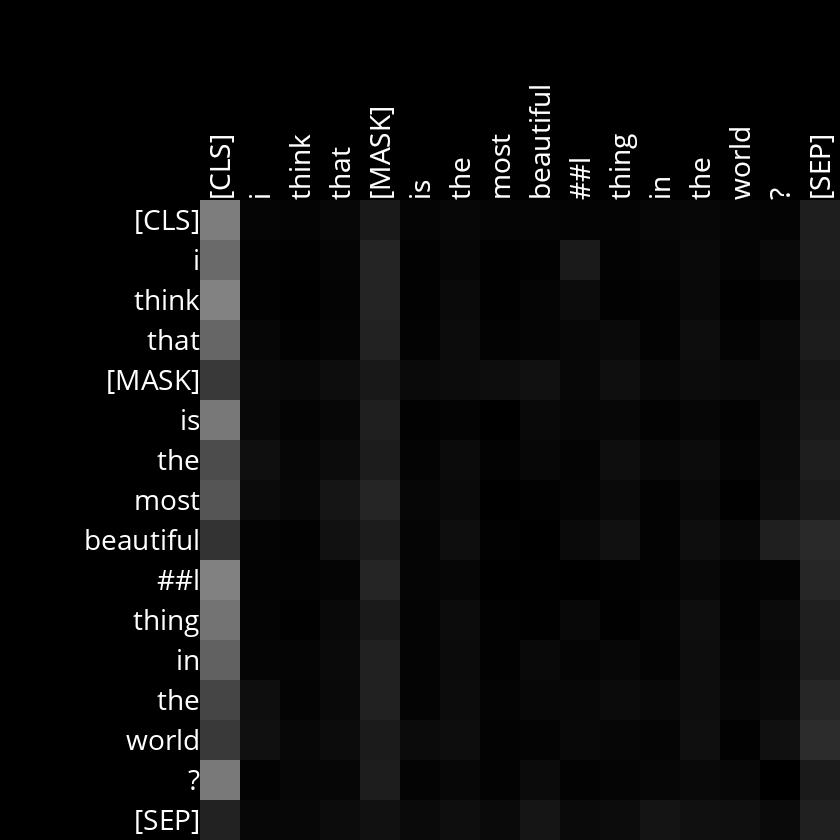 [CLS] i think that [MASK] is the most beautiful ##l thing in the world ? [SEP]
[CLS]
i
think
that
[MASK]
is
the
most
beautiful
##l
thing
in
the
world
?
[SEP]